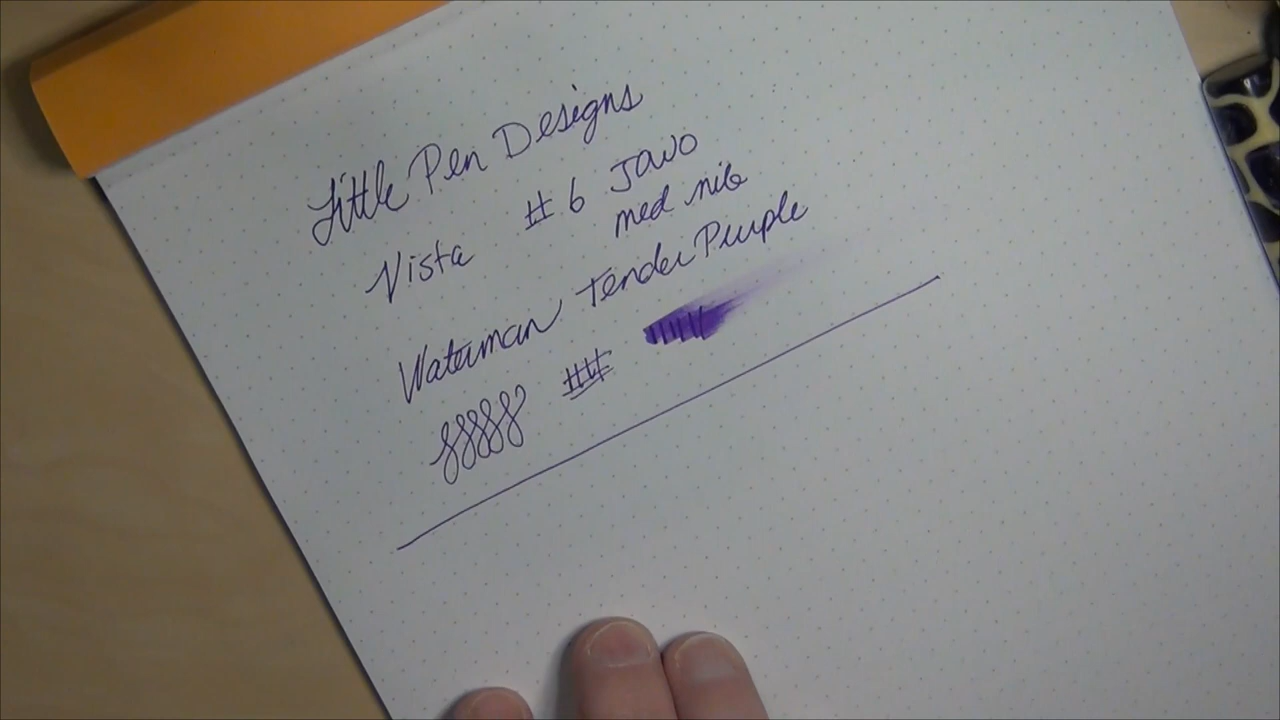 Little Pen Designs
Vista #6 JOWO
med nib
Waterman Tender Purple